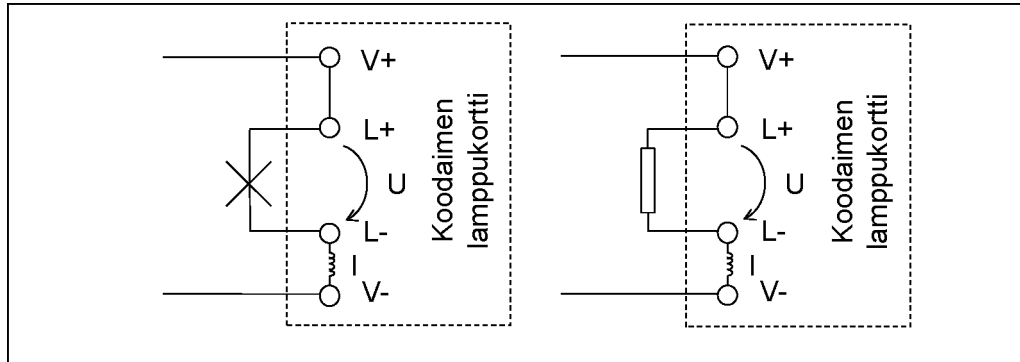 V+
L+
U
L-
I
V-
Koodaimen
lamppukortti
V+
L+
U
L-
I
V-
Koodaimen
lamppukortti